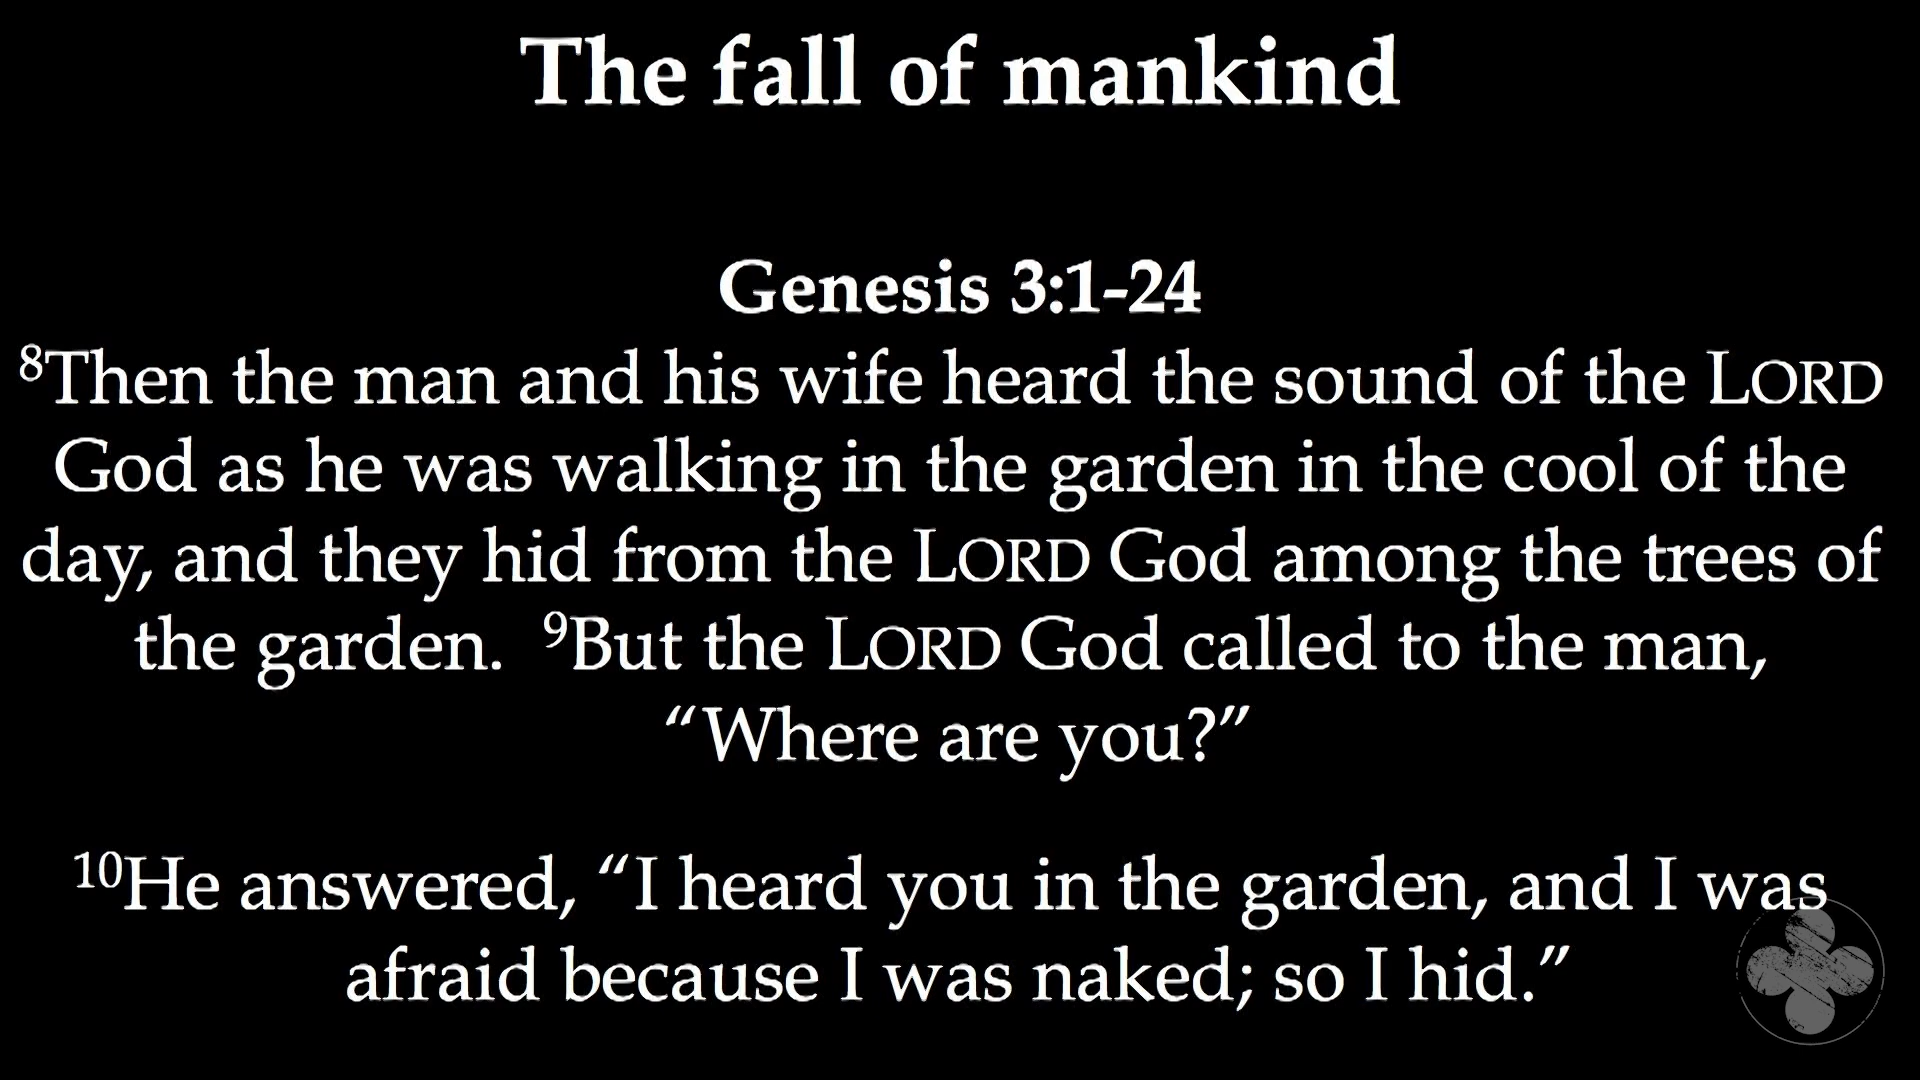 The fall of mankind
Genesis 3:1-24
⁸Then the man and his wife heard the sound of the LORD
God as he was walking in the garden in the cool of the
day, and they hid from the LORD God among the trees of
the garden.  ⁹But the LORD God called to the man,
“Where are you?”
¹⁰He answered, “I heard you in the garden, and I was
afraid because I was naked; so I hid.”